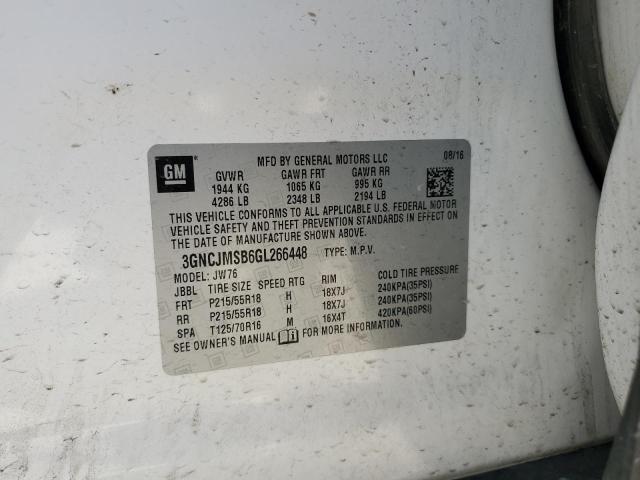 GM
MFD BY GENERAL MOTORS LLC 08/16
GVWR GAWR FRT GAWR RR
1944 KG 1065 KG 995 KG
4286 LB 2348 LB 2194 LB
THIS VEHICLE CONFORMS TO ALL APPLICABLE U.S. FEDERAL MOTOR
VEHICLE SAFETY AND THEFT PREVENTION STANDARDS IN EFFECT ON
THE DATE OF MANUFACTURE SHOWN ABOVE.
3GNCJMSB6GL266448 TYPE: M.P.V.
MODEL: JW76
JBBL TIRE SIZE SPEED RTG RIM COLD TIRE PRESSURE
FRT P215/55R18 H 18X7J 240KPA(35PSI)
RR P215/55R18 H 18X7J 240KPA(35PSI)
SPA T125/70R16 M 16X4T 420KPA(60PSI)
SEE OWNER'S MANUAL FOR MORE INFORMATION.